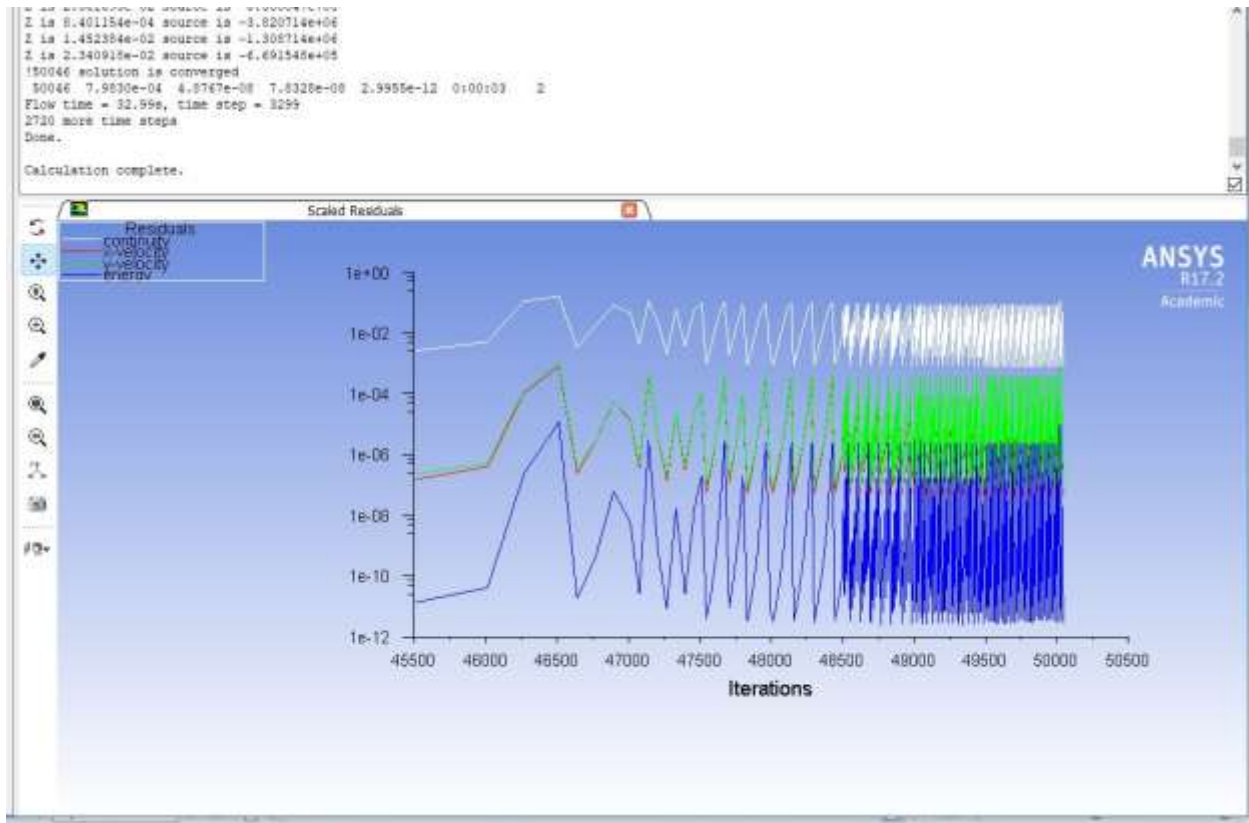 Z is 8.401154e-04 source is -3.820714e+06
Z is 1.452384e-02 source is -1.308714e+06
Z is 2.340918e-02 source is -6.691548e+05
!50046 solution is converged
50046 7.9830e-04 4.8767e-08 7.8328e-08 2.9955e-12 0:00:03 2
Flow time = 32.99s, time step = 3299
2720 more time steps
Done.
Calculation complete.
Scaled Residuals
Residuals
continuity
x-velocity
y-velocity
energy
ANSYS
R17.2
Academic
1e+00
1e-02
1e-04
1e-06
1e-08
1e-10
1e-12
45500 46000 46500 47000 47500 48000 48500 49000 49500 50000 50500
Iterations